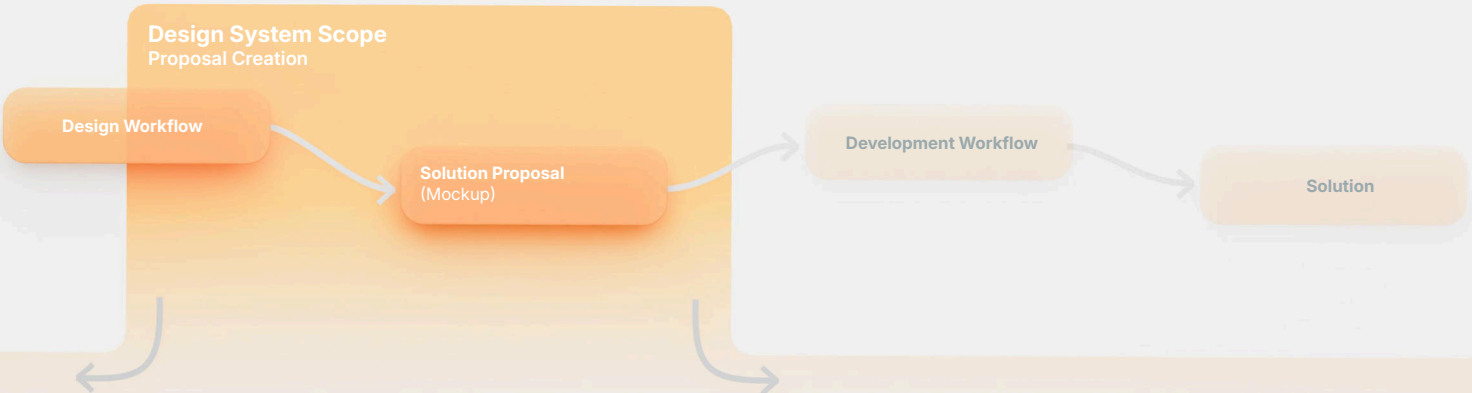 Design System Scope
Proposal Creation
Design Workflow
Solution Proposal
(Mockup)
Development Workflow
Solution